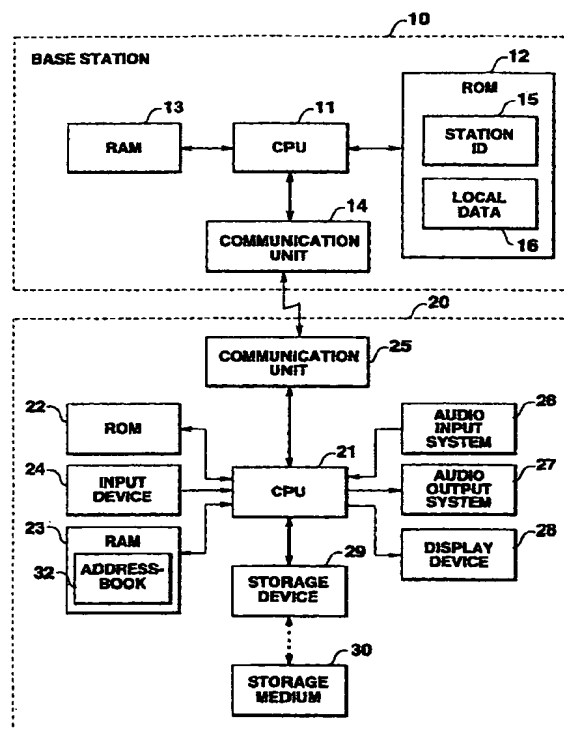 10
BASE STATION
12
ROM
13
RAM
11
CPU
15
STATION
ID
LOCAL
DATA
16
14
COMMUNICATION
UNIT
20
COMMUNICATION
UNIT
25
22
ROM
21
CPU
26
AUDIO
INPUT
SYSTEM
24
INPUT
DEVICE
27
AUDIO
OUTPUT
SYSTEM
23
RAM
32
ADDRESS-
BOOK
28
DISPLAY
DEVICE
29
STORAGE
DEVICE
30
STORAGE
MEDIUM